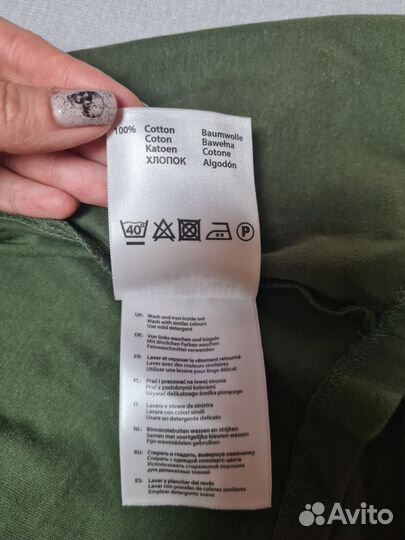 100% Cotton Baumwolle
Coton Bawełna
Katoen Cotone
ХЛОПОК Algodón
40° P
UK: Wash and iron inside out
Wash with similar colours
Use mild detergent
DE: Von links waschen und bügeln
Mit ähnlichen Farben waschen
Feinwaschmittel verwenden
FR: Laver et repasser le vêtement retourné
Laver avec des couleurs similaires
Utiliser une lessive pour linge délicat
PL: Prać i prasować na lewej stronie
Prać z podobnymi kolorami
Używać delikatnego środka piorącego
IT: Lavare e stirare da sinistra
Lavare con colori simili
Usare un detergente delicato
NL: Binnenstebuiten wassen en strijken
Samen met soortgelijke kleuren wassen
Fijn wasmiddelen gebruiken
RU: Стирать и гладить, вывернув наизнанку
Стирать с одеждой похожего цвета
Использовать стиральный порошок
для деликатных тканей
ES: Lavar y planchar del revés
Lavar con prendas de colores similares
Emplear detergente suave
Avito